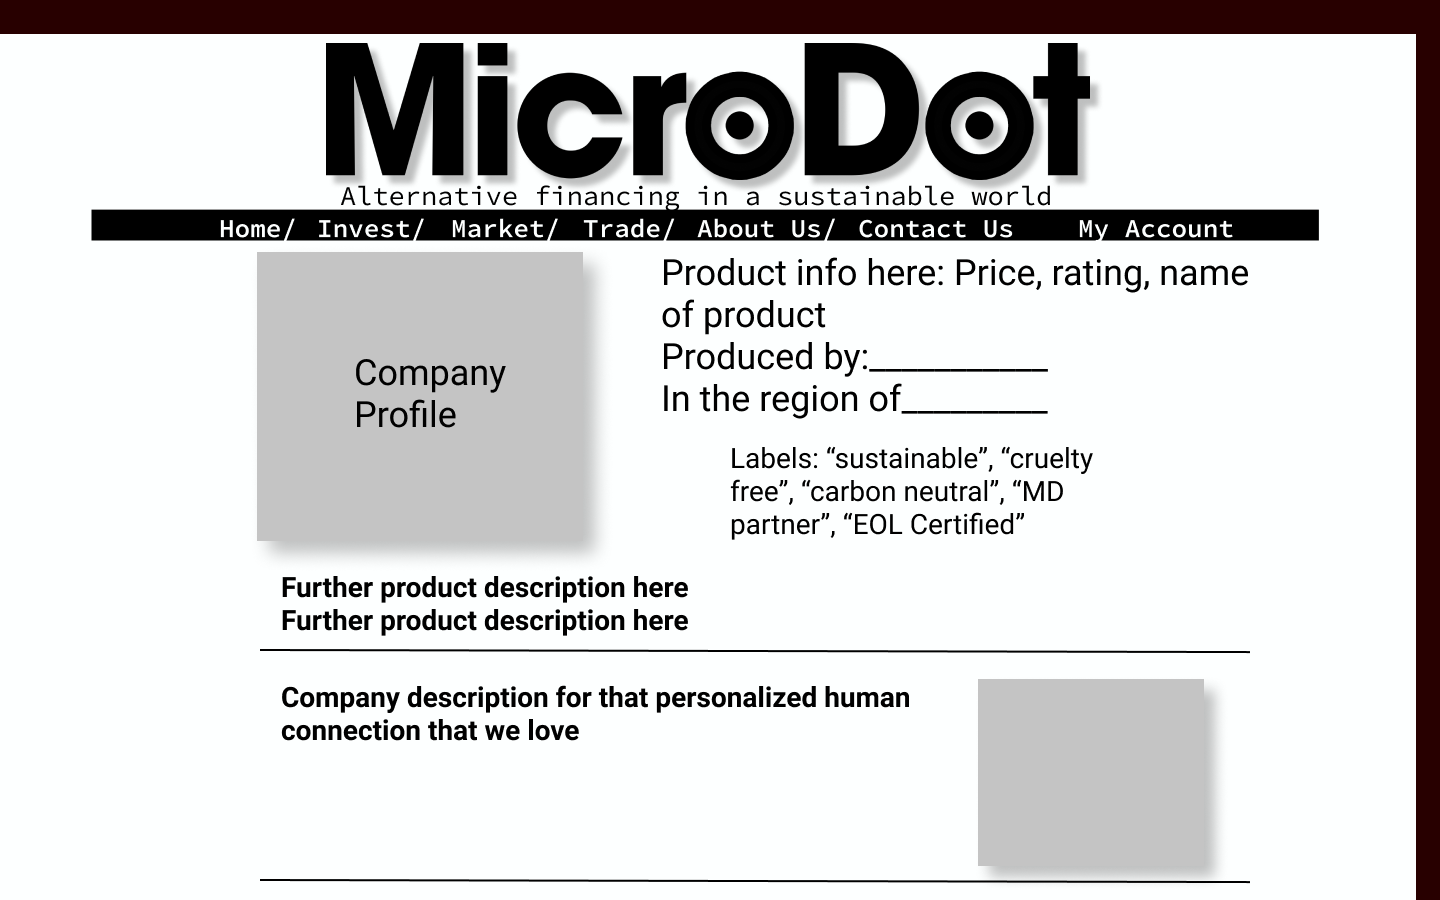 MicroDot
Alternative financing in a sustainable world
Home/ Invest/ Market/ Trade/ About Us/ Contact Us My Account
Company
Profile
Product info here: Price, rating, name
of product
Produced by:___________
In the region of_________
Labels: “sustainable”, “cruelty
free”, “carbon neutral”, “MD
partner”, “EOL Certified”
Further product description here
Further product description here
Company description for that personalized human
connection that we love